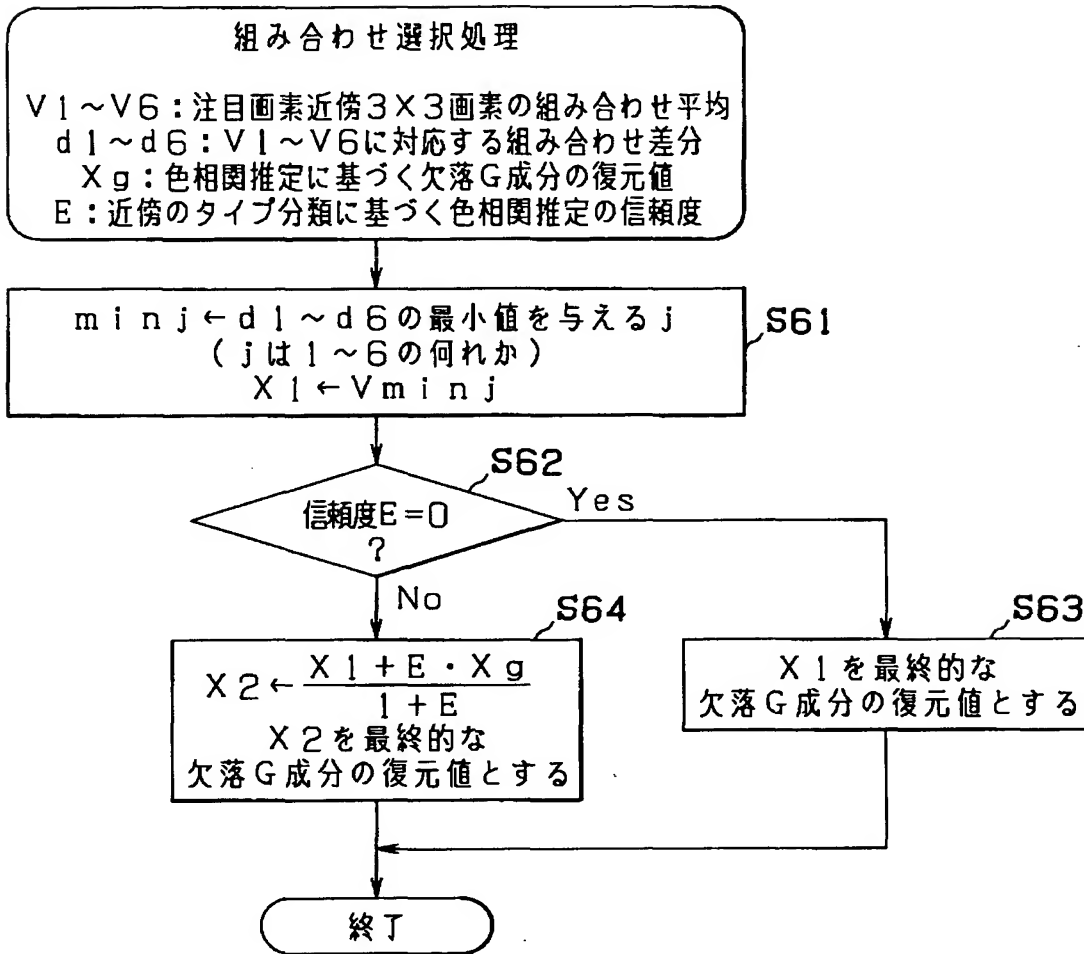 組み合わせ選択処理
V1～V6：注目画素近傍3×3画素の組み合わせ平均
d1～d6：V1～V6に対応する組み合わせ差分
Xg：色相関推定に基づく欠落G成分の復元値
E：近傍のタイプ分類に基づく色相関推定の信頼度
minj←d1～d6の最小値を与えるj
（jは1～6の何れか）
X1←Vminj
S61
信頼度E＝0
?
S62
Yes
No
S64
X2← X1＋E・Xg / 1＋E
X2を最終的な
欠落G成分の復元値とする
S63
X1を最終的な
欠落G成分の復元値とする
終了